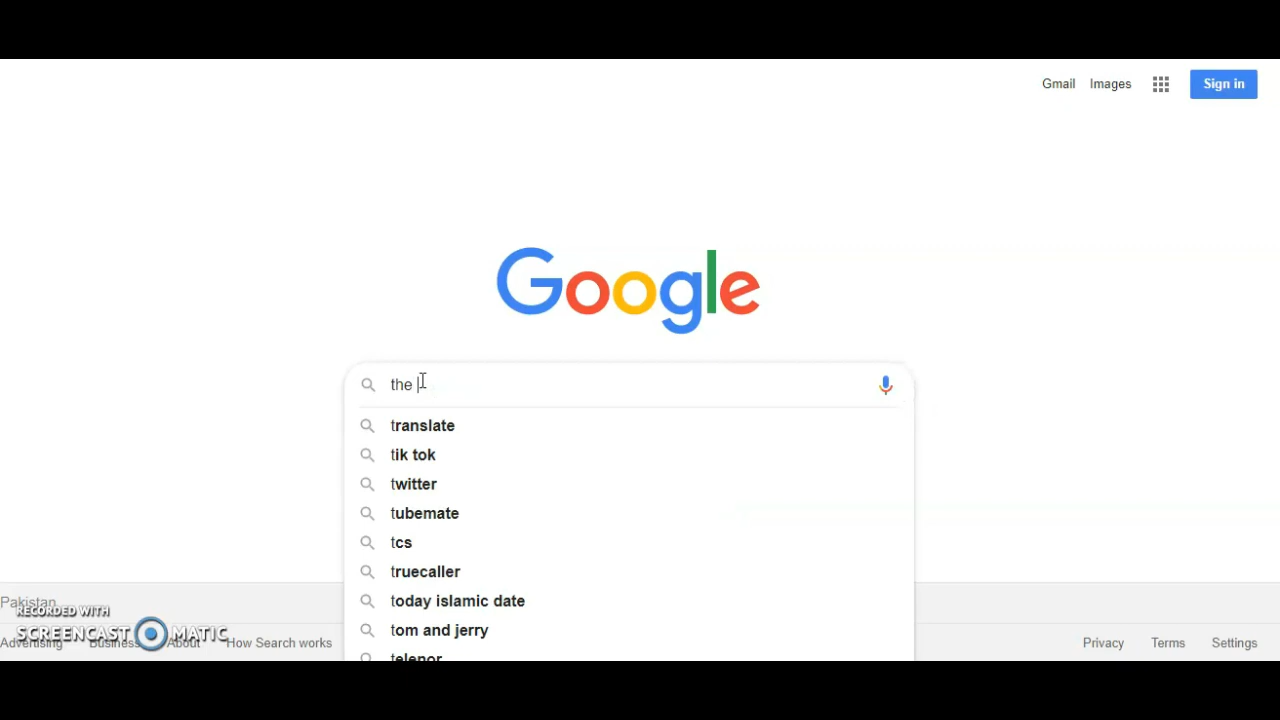 Gmail Images Sign in
Google
the
translate
tik tok
twitter
tubemate
tcs
truecaller
today islamic date
tom and jerry
telenor
Pakistan
RECORDED WITH
SCREENCAST MATIC
Advertising Business About How Search works Privacy Terms Settings